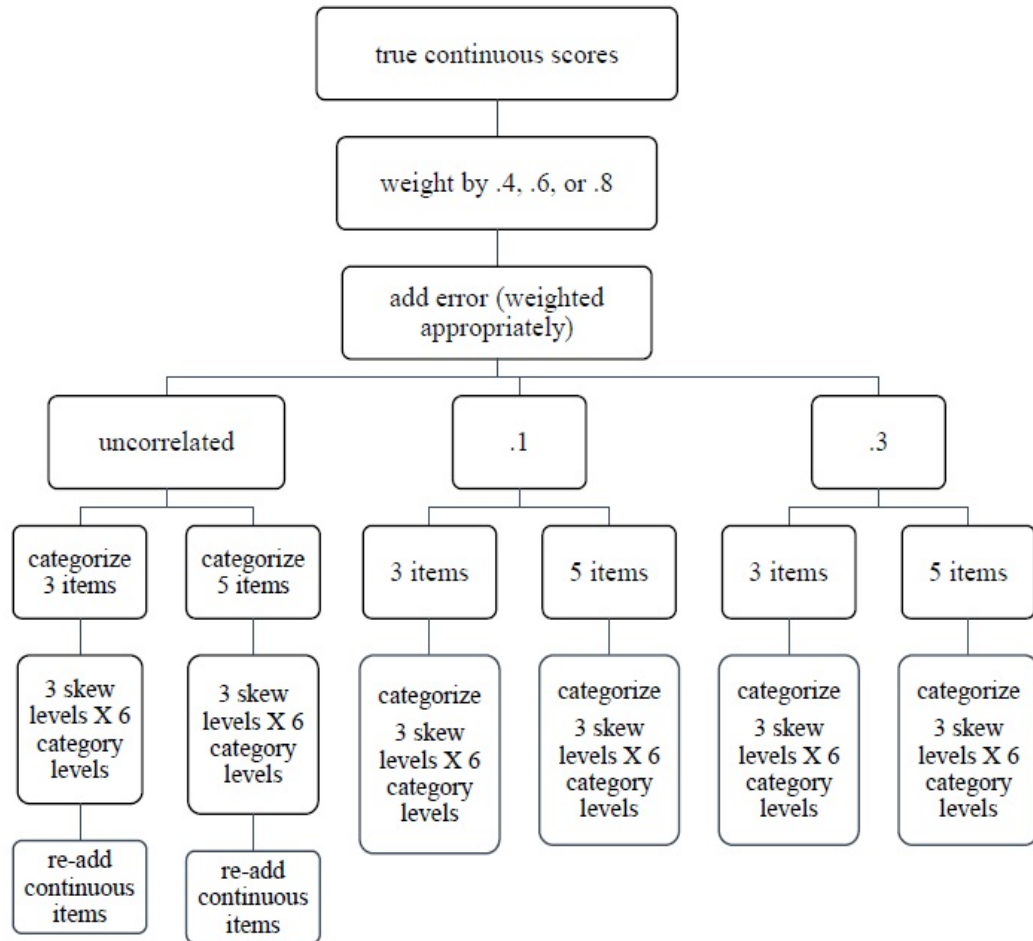 true continuous scores
weight by .4, .6, or .8
add error (weighted
appropriately)
uncorrelated
.1
.3
categorize
3 items
categorize
5 items
3 items
5 items
3 items
5 items
3 skew
levels X 6
category
levels
3 skew
levels X 6
category
levels
categorize
3 skew
levels X 6
category
levels
categorize
3 skew
levels X 6
category
levels
categorize
3 skew
levels X 6
category
levels
categorize
3 skew
levels X 6
category
levels
re-add
continuous
items
re-add
continuous
items